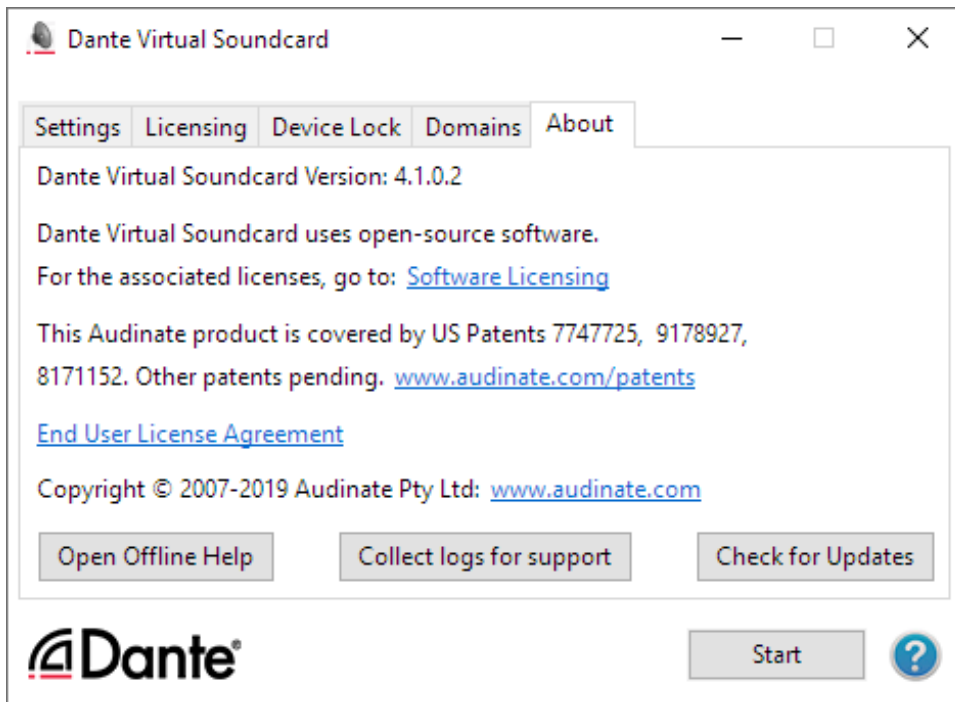 Dante Virtual Soundcard
Settings Licensing Device Lock Domains About
Dante Virtual Soundcard Version: 4.1.0.2
Dante Virtual Soundcard uses open-source software.
For the associated licenses, go to: Software Licensing
This Audinate product is covered by US Patents 7747725, 9178927,
8171152. Other patents pending. www.audinate.com/patents
End User License Agreement
Copyright © 2007-2019 Audinate Pty Ltd: www.audinate.com
Open Offline Help Collect logs for support Check for Updates
Dante® Start ?